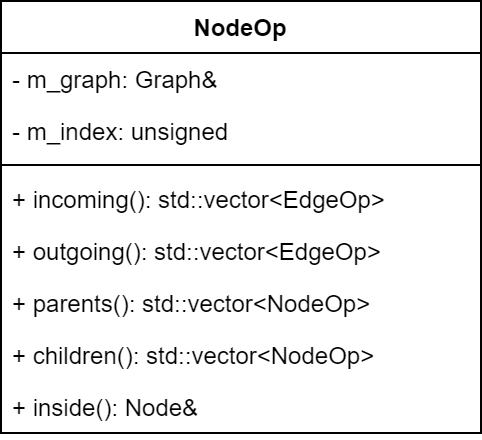 NodeOp
- m_graph: Graph&
- m_index: unsigned
+ incoming(): std::vector<EdgeOp>
+ outgoing(): std::vector<EdgeOp>
+ parents(): std::vector<NodeOp>
+ children(): std::vector<NodeOp>
+ inside(): Node&